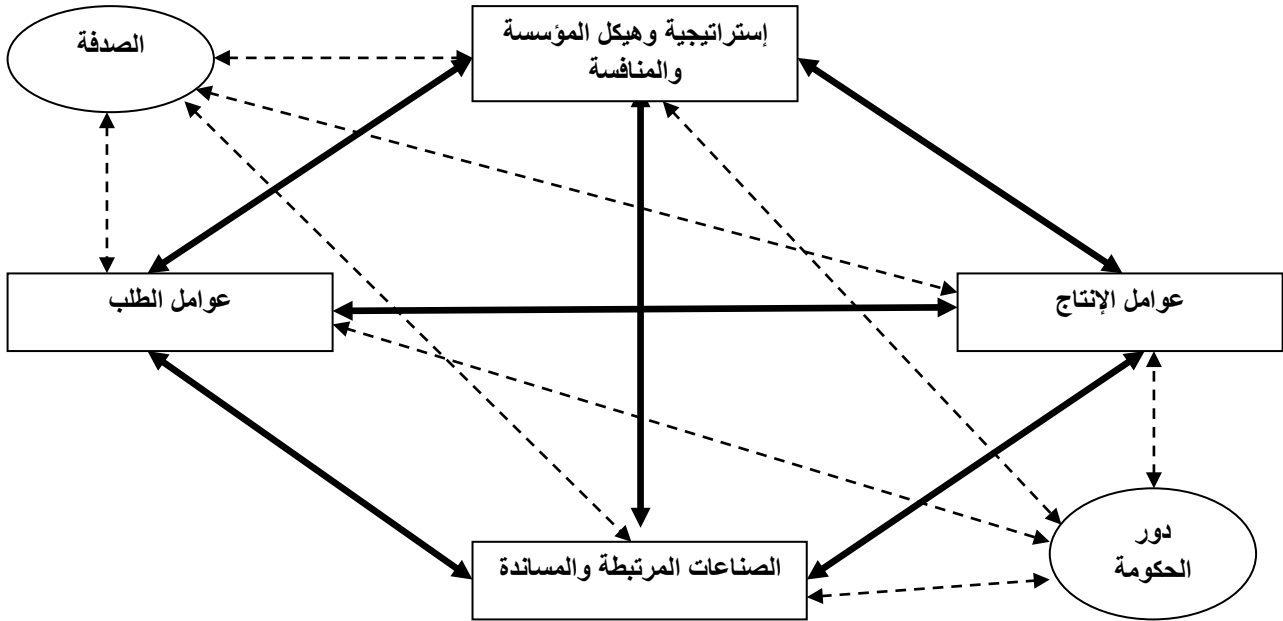 إستراتيجية وهيكل المؤسسة
والمنافسة
الصدفة
عوامل الإنتاج
عوامل الطلب
دور
الحكومة
الصناعات المرتبطة والمساندة